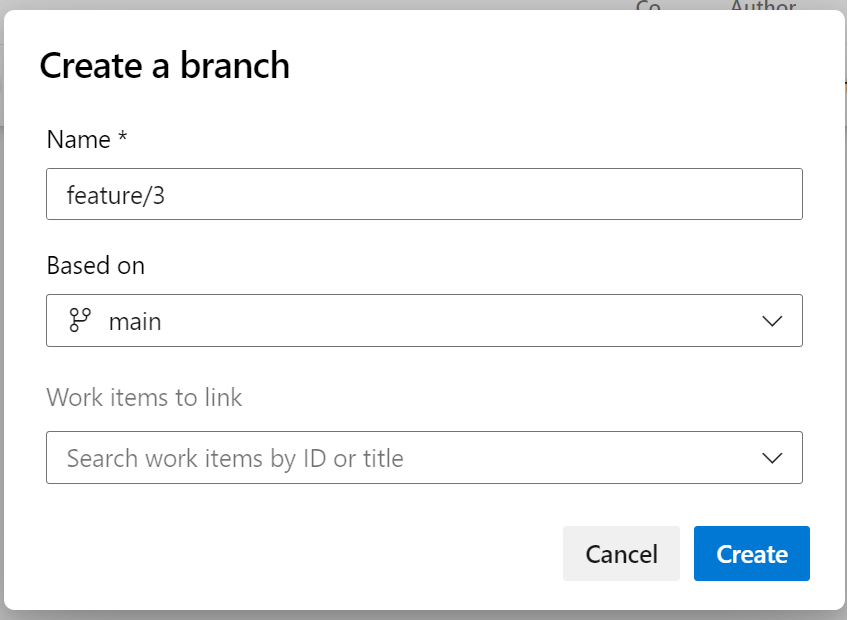 Co Author
Create a branch
Name *
feature/3
Based on
main
Work items to link
Search work items by ID or title
Cancel Create